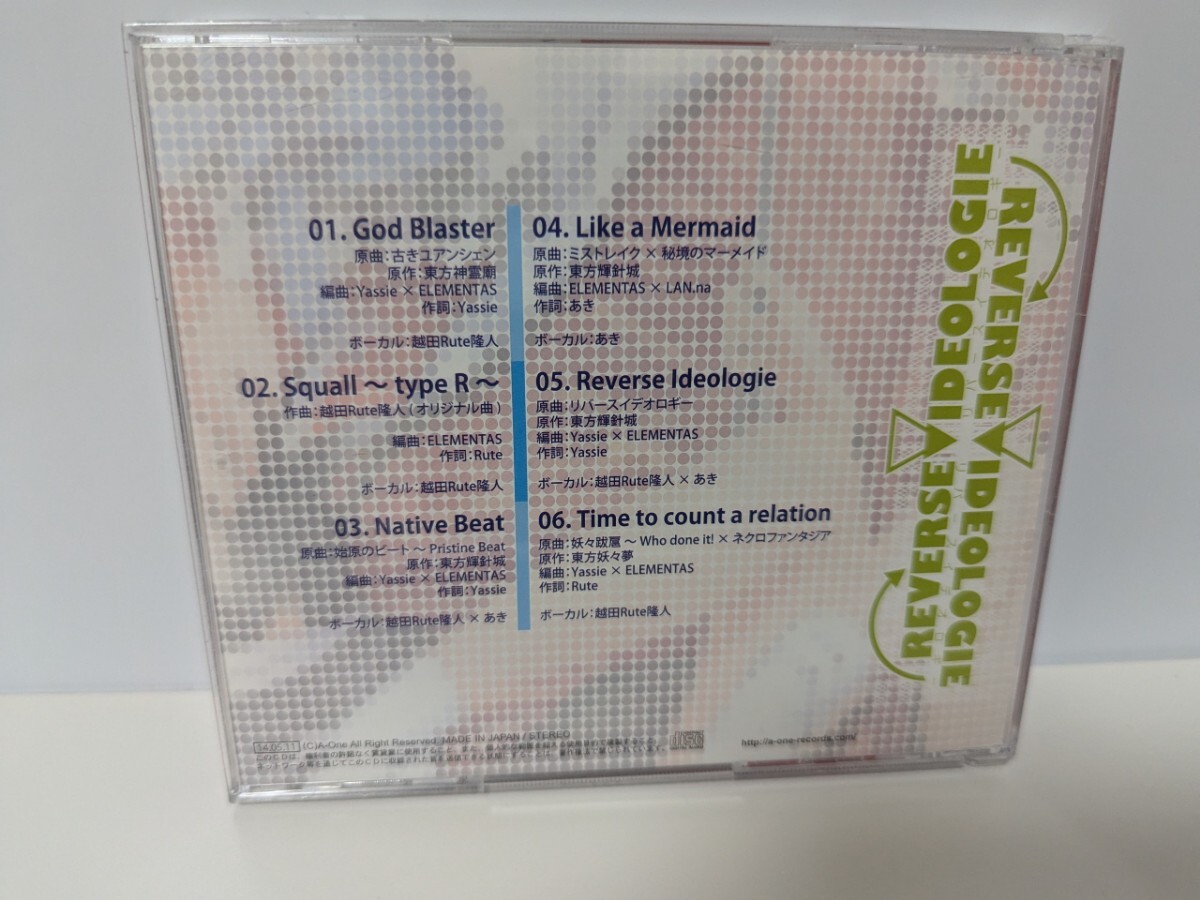 01. God Blaster
原曲：古きユアンシェン
原作：東方神霊廟
編曲：Yassie × ELEMENTAS
作詞：Yassie
ボーカル：越田Rute隆人
02. Squall ～ type R ～
作曲：越田Rute隆人 ( オリジナル曲 )
編曲：ELEMENTAS
作詞：Rute
ボーカル：越田Rute隆人
03. Native Beat
原曲：始原のビート ～ Pristine Beat
原作：東方輝針城
編曲：Yassie × ELEMENTAS
作詞：Yassie
ボーカル：越田Rute隆人 × あき
04. Like a Mermaid
原曲：ミストレイク × 秘境のマーメイド
原作：東方輝針城
編曲：ELEMENTAS × LAN.na
作詞：あき
ボーカル：あき
05. Reverse Ideologie
原曲：リバースイデオロギー
原作：東方輝針城
編曲：Yassie × ELEMENTAS
作詞：Yassie
ボーカル：越田Rute隆人 × あき
06. Time to count a relation
原曲：妖々跋扈 ～ Who done it! × ネクロファンタジア
原作：東方妖々夢
編曲：Yassie × ELEMENTAS
作詞：Rute
ボーカル：越田Rute隆人
REVERSE IDEOLOGIE
REVERSE IDEOLOGIE
14.05.11 (C)A-One All Right Reserved. MADE IN JAPAN / STEREO
http://a-one-records.com/